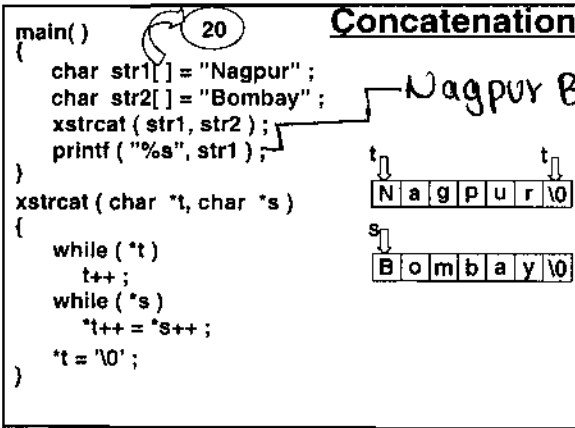 Concatenation
main( )
20
{
char str1[ ] = "Nagpur" ;
char str2[ ] = "Bombay" ;
Nagpur B
xstrcat ( str1, str2 ) ;
printf ( "%s", str1 ) ;
}
t t
N a g p u r \0
xstrcat ( char *t, char *s )
{
s
while ( *t )
B o m b a y \0
t++ ;
while ( *s )
*t++ = *s++ ;
*t = '\0' ;
}